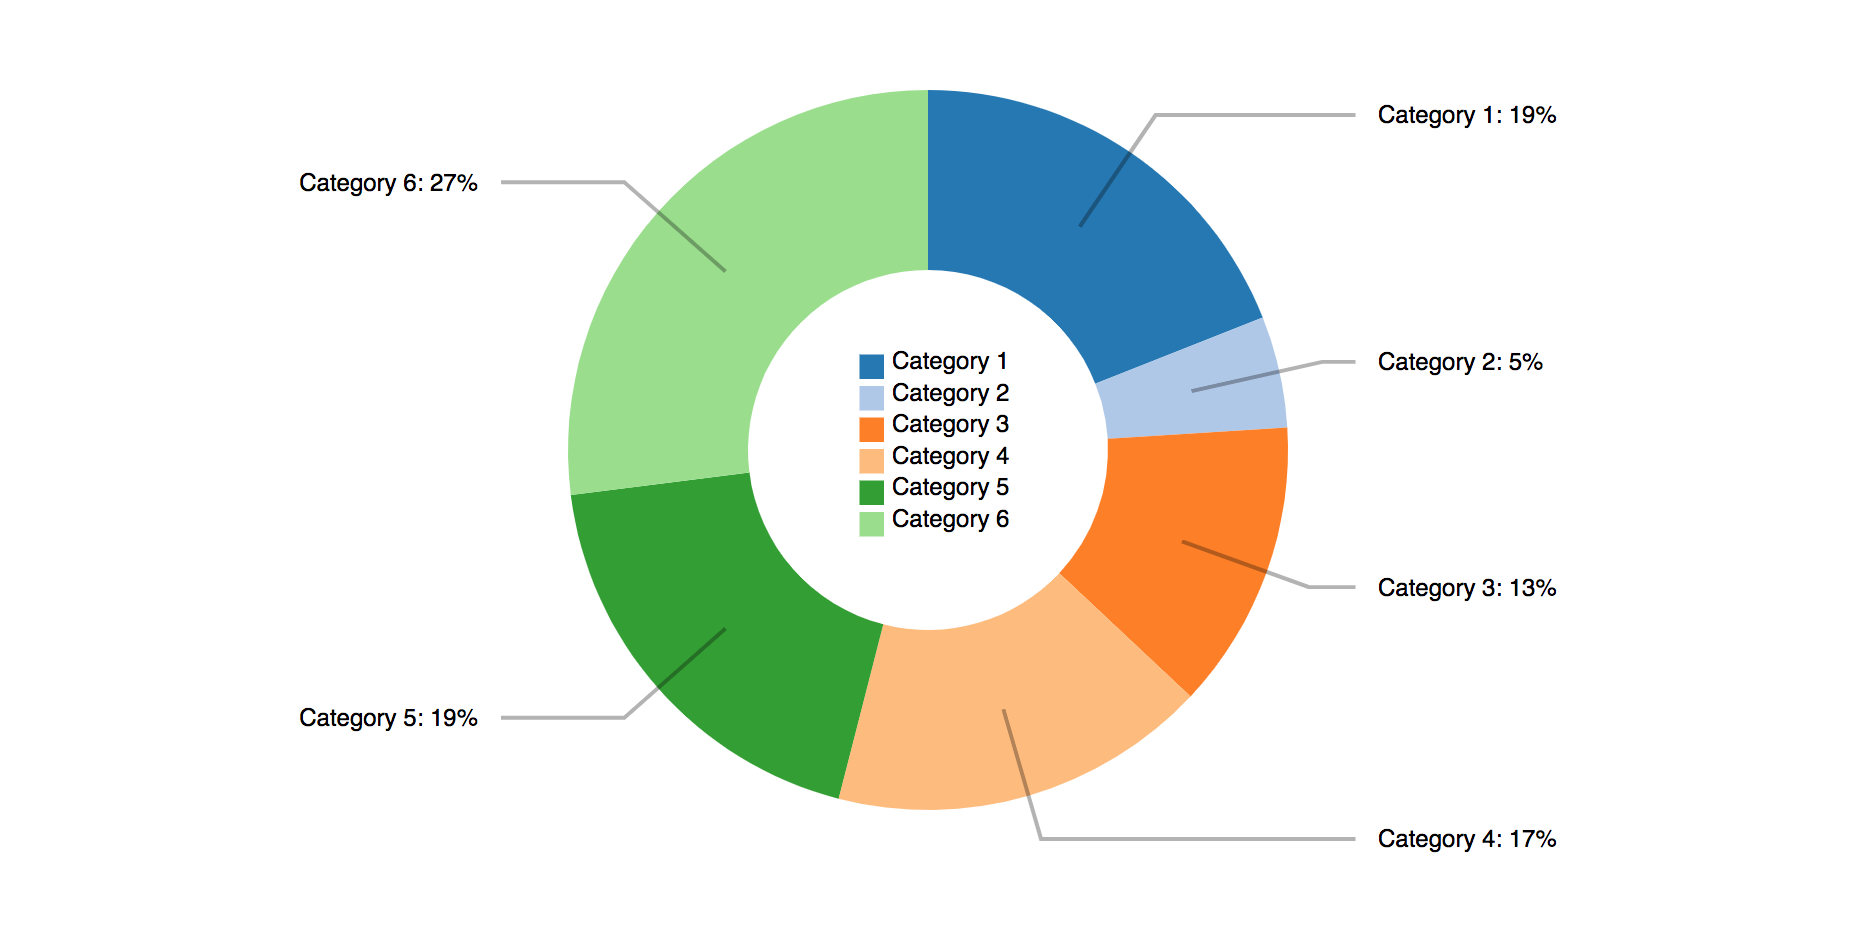 Category 1: 19%
Category 6: 27%
Category 1
Category 2: 5%
Category 2
Category 3
Category 4
Category 5
Category 6
Category 3: 13%
Category 5: 19%
Category 4: 17%